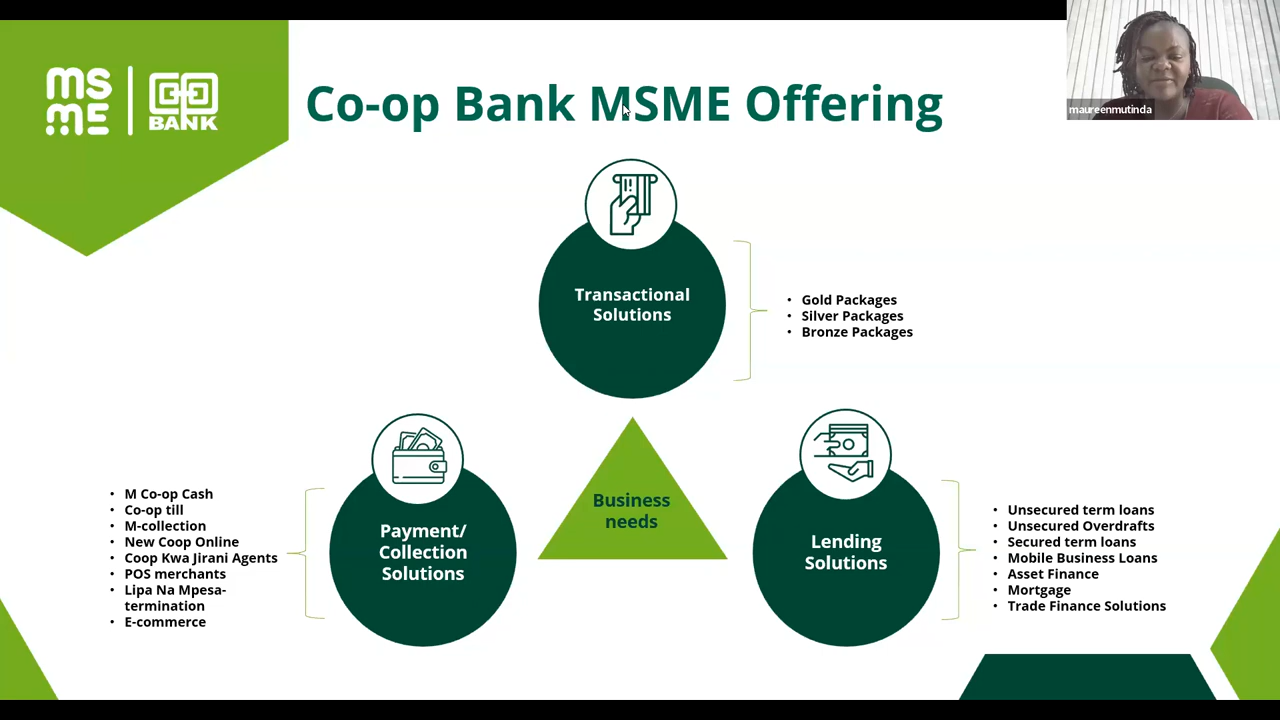 MSME
BANK
Co-op Bank MSME Offering
maureenmutinda
Transactional
Solutions
• Gold Packages
• Silver Packages
• Bronze Packages
Business
needs
• M Co-op Cash
• Co-op till
• M-collection
• New Coop Online
• Coop Kwa Jirani Agents
• POS merchants
• Lipa Na Mpesa-
termination
• E-commerce
Payment/
Collection
Solutions
Lending
Solutions
• Unsecured term loans
• Unsecured Overdrafts
• Secured term loans
• Mobile Business Loans
• Asset Finance
• Mortgage
• Trade Finance Solutions